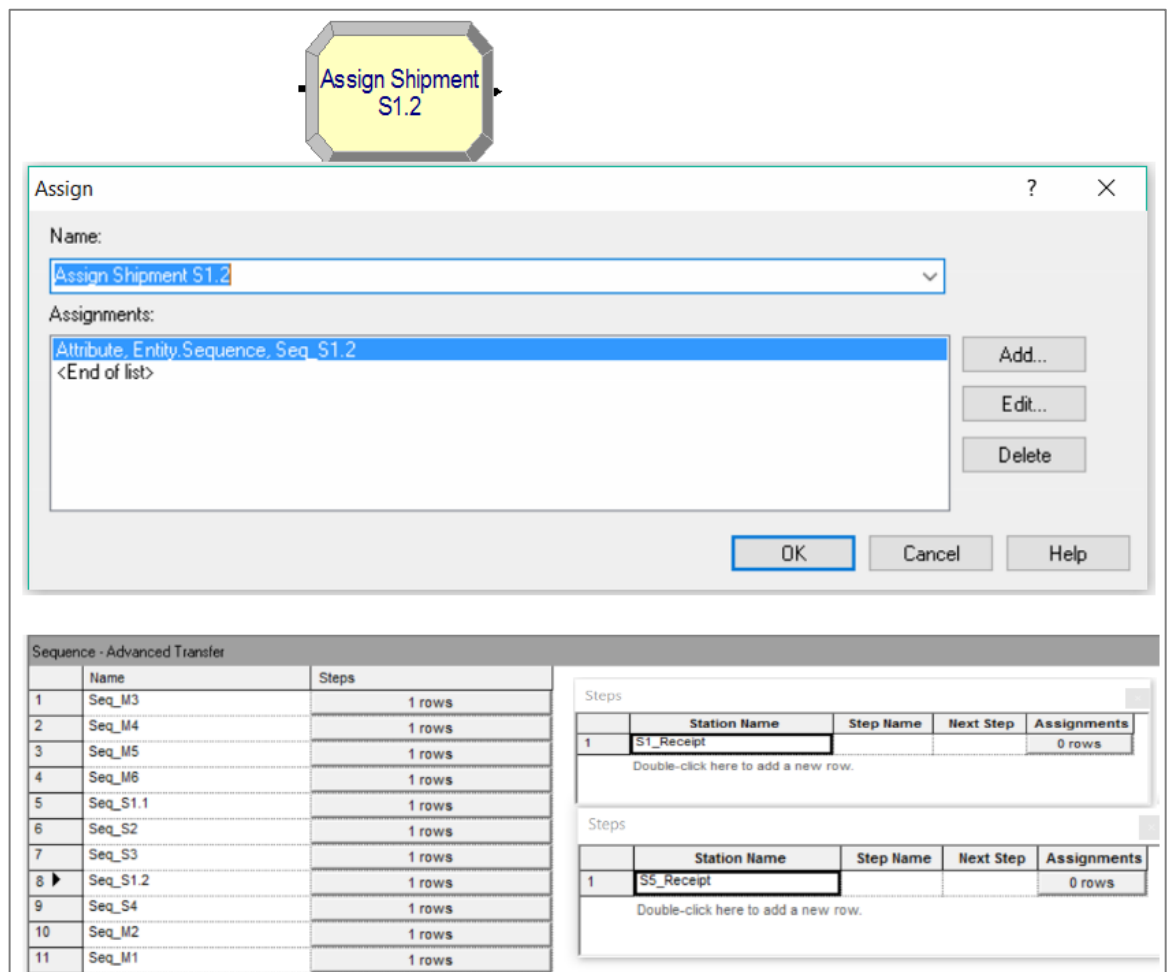 Assign Shipment
S1.2
Assign ? ×
Name:
Assign Shipment S1.2
Assignments:
Attribute, Entity.Sequence, Seq_S1.2
<End of list>
Add...
Edit...
Delete
OK Cancel Help
Sequence - Advanced Transfer
Name Steps
1 Seq_M3 1 rows
2 Seq_M4 1 rows
3 Seq_M5 1 rows
4 Seq_M6 1 rows
5 Seq_S1.1 1 rows
6 Seq_S2 1 rows
7 Seq_S3 1 rows
8 Seq_S1.2 1 rows
9 Seq_S4 1 rows
10 Seq_M2 1 rows
11 Seq_M1 1 rows
Steps
Station Name Step Name Next Step Assignments
1 S1_Receipt 0 rows
Double-click here to add a new row.
Steps
Station Name Step Name Next Step Assignments
1 S5_Receipt 0 rows
Double-click here to add a new row.